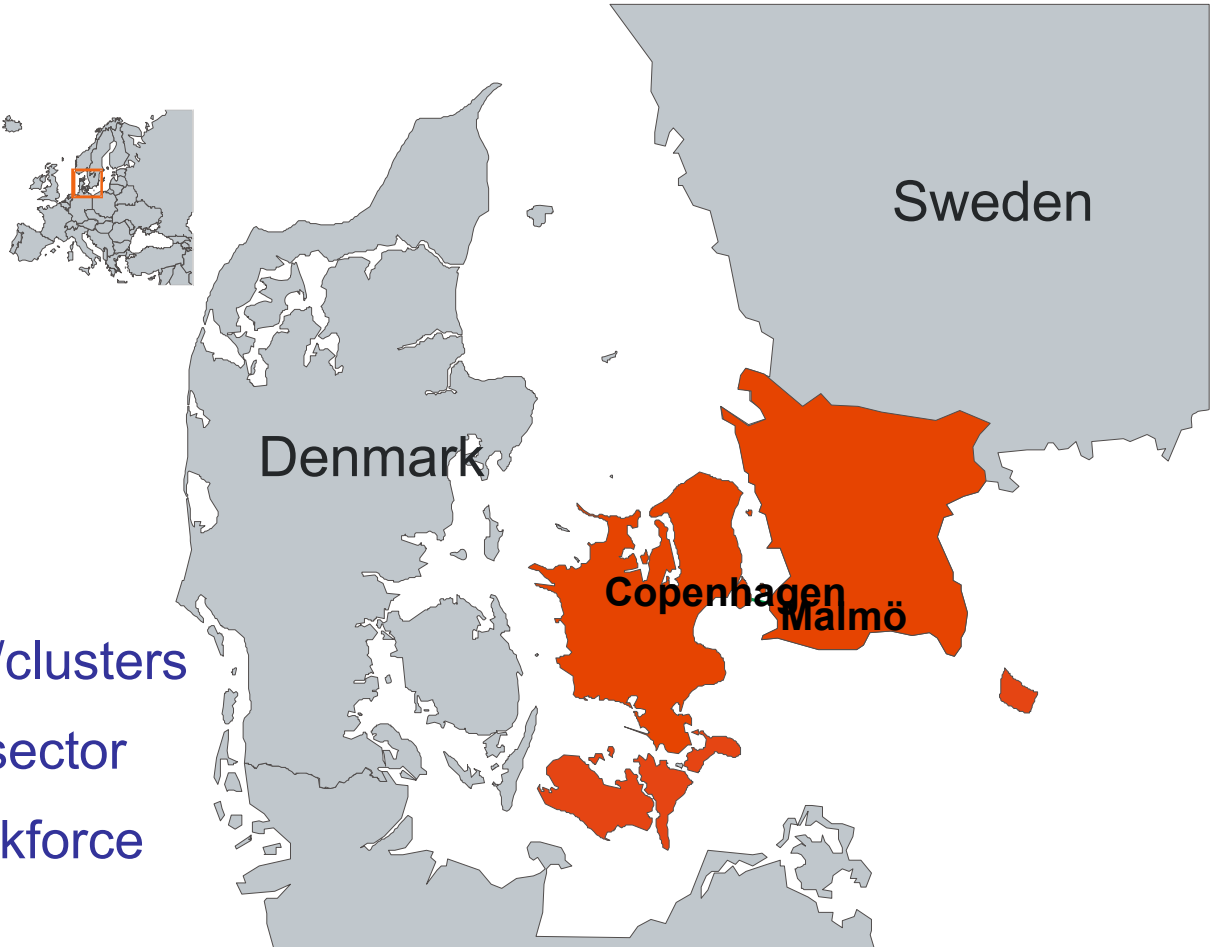 Sweden
Denmark
Copenhagen
Malmö
/clusters
sector
kforce